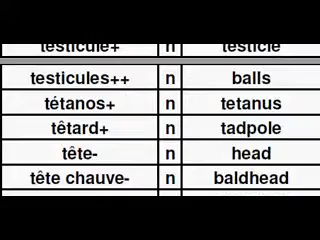 testicule+ n testicle
testicules++ n balls
tétanos+ n tetanus
têtard+ n tadpole
tête- n head
tête chauve- n baldhead